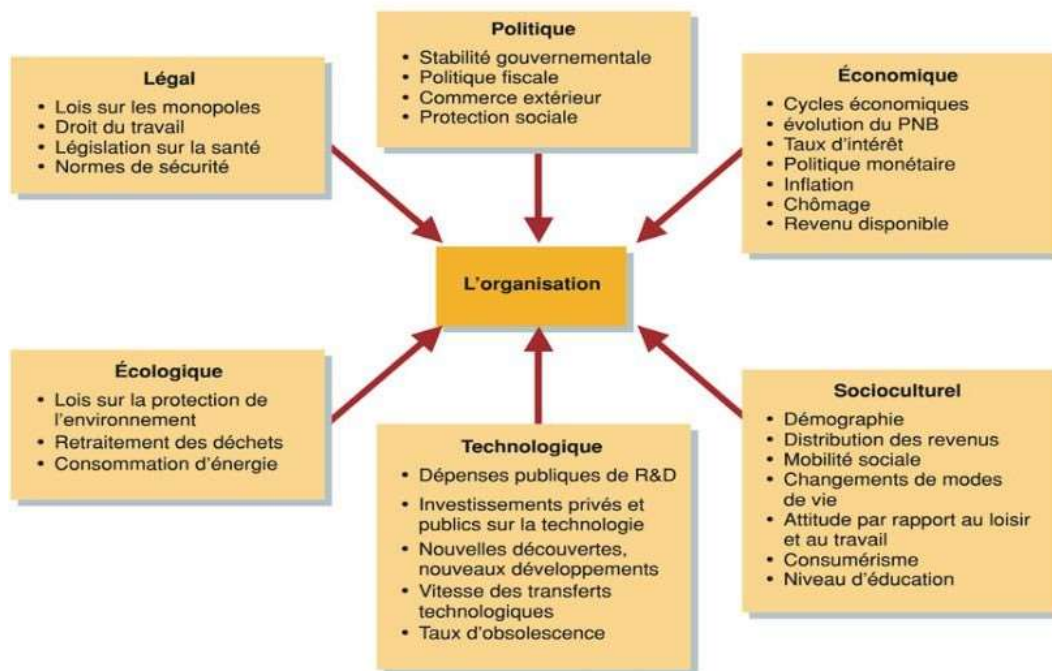 Politique
• Stabilité gouvernementale
• Politique fiscale
• Commerce extérieur
• Protection sociale
Légal
• Lois sur les monopoles
• Droit du travail
• Législation sur la santé
• Normes de sécurité
Économique
• Cycles économiques
• évolution du PNB
• Taux d'intérêt
• Politique monétaire
• Inflation
• Chômage
• Revenu disponible
L'organisation
Écologique
• Lois sur la protection de
l'environnement
• Retraitement des déchets
• Consommation d'énergie
Technologique
• Dépenses publiques de R&D
• Investissements privés et
publics sur la technologie
• Nouvelles découvertes,
nouveaux développements
• Vitesse des transferts
technologiques
• Taux d'obsolescence
Socioculturel
• Démographie
• Distribution des revenus
• Mobilité sociale
• Changements de modes
de vie
• Attitude par rapport au loisir
et au travail
• Consumérisme
• Niveau d'éducation